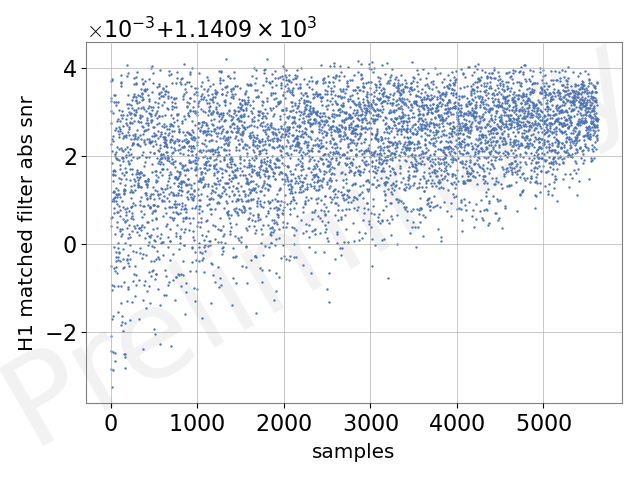 ×10⁻³+1.1409 × 10³
4
2
0
−2
H1 matched filter abs snr
0 1000 2000 3000 4000 5000
samples
Preliminary